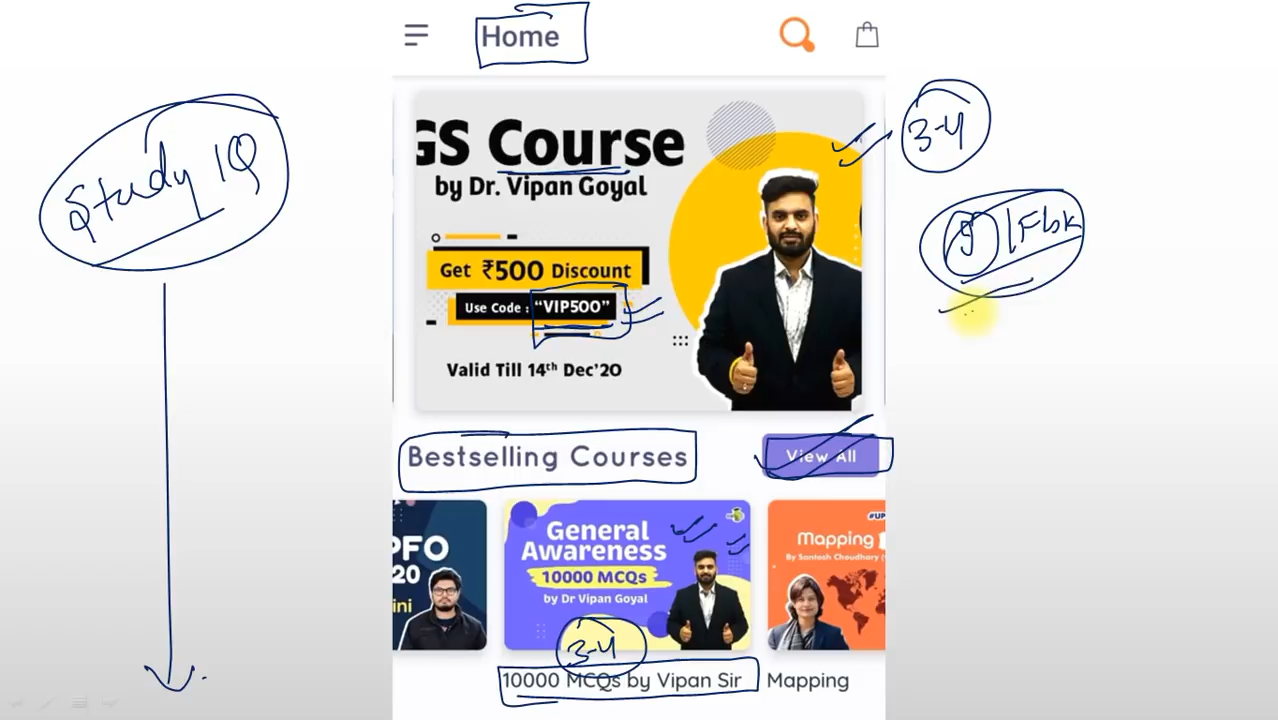 Home
GS Course
by Dr. Vipan Goyal
Get ₹500 Discount
Use Code : "VIP500"
Valid Till 14th Dec'20
Study IQ
3-4
Bestselling Courses
View All
PFO
20
ini
General
Awareness
10000 MCQs
by Dr Vipan Goyal
#UP
Mapping
By Santosh Choudhary
3-4
10000 MCQs by Vipan Sir
Mapping